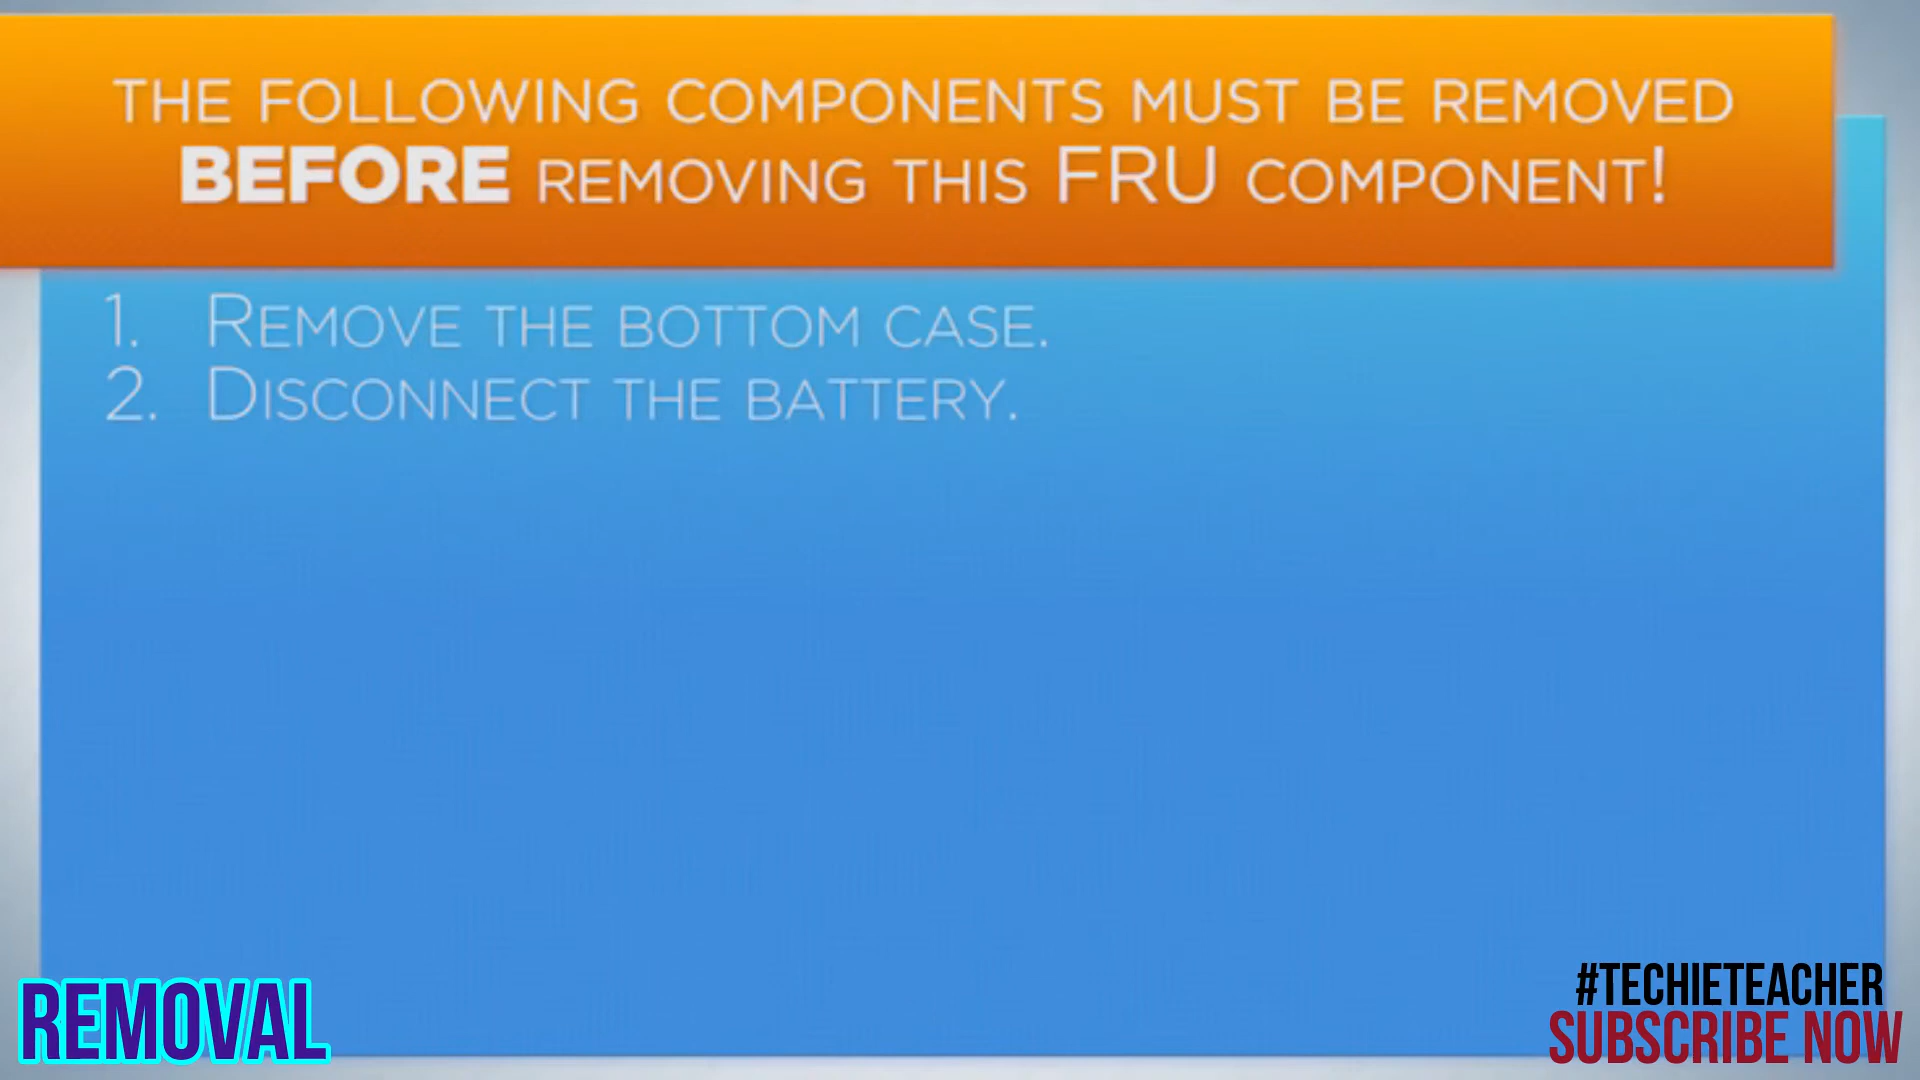 THE FOLLOWING COMPONENTS MUST BE REMOVED
BEFORE REMOVING THIS FRU COMPONENT!
1. REMOVE THE BOTTOM CASE.
2. DISCONNECT THE BATTERY.
REMOVAL
#TECHIETEACHER
SUBSCRIBE NOW